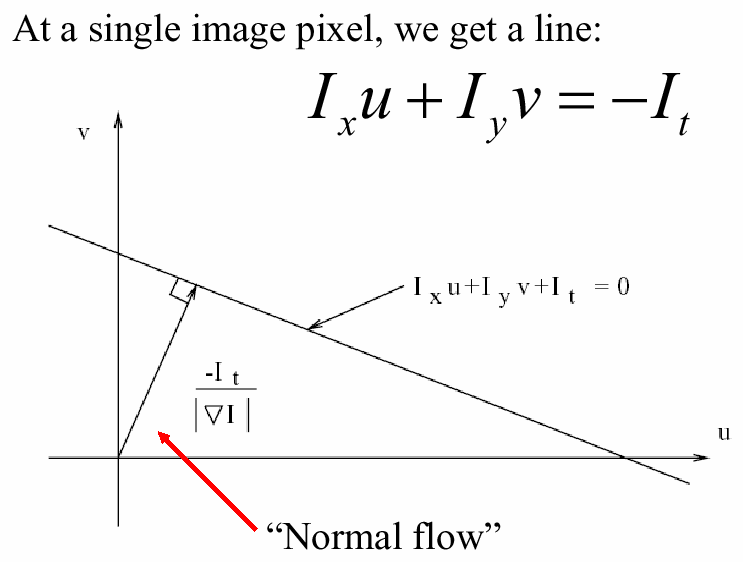 At a single image pixel, we get a line:
I_x u + I_y v = -I_t
v
I_x u+I_y v+I_t = 0
-I_t
|∇I|
u
“Normal flow”